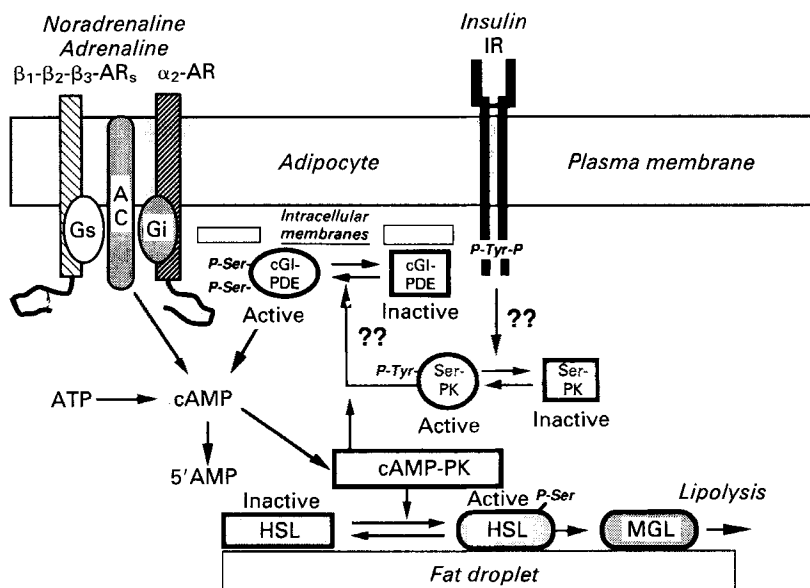 Noradrenaline
Adrenaline
β1-β2-β3-ARs α2-AR
Insulin
IR
Adipocyte
Plasma membrane
AC
Gs
Gi
Intracellular
membranes
P-Tyr-P
P-Ser-
P-Ser-
cGI-
PDE
Active
cGI-
PDE
Inactive
??
??
P-Tyr-
Ser-
PK
Active
Ser-
PK
Inactive
ATP
cAMP
5'AMP
cAMP-PK
Inactive
HSL
Active
P-Ser
HSL
MGL
Lipolysis
Fat droplet